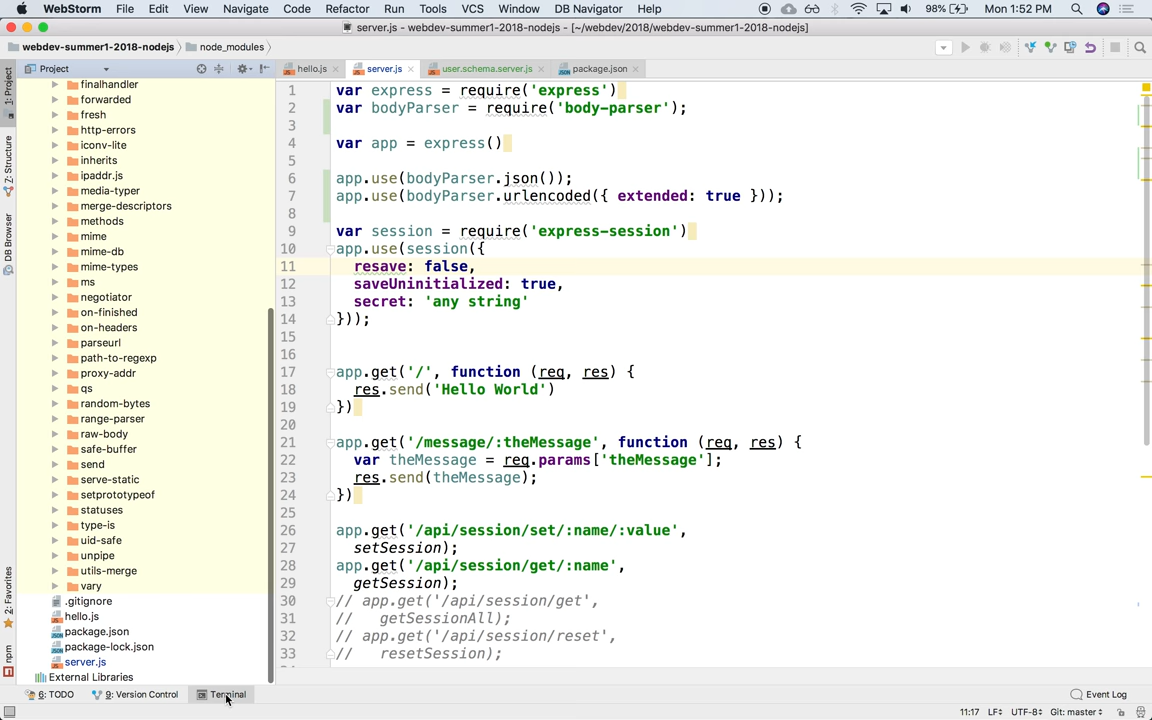 WebStorm File Edit View Navigate Code Refactor Run Tools VCS Window DB Navigator Help 98% Mon 1:52 PM
server.js - webdev-summer1-2018-nodejs - [~/webdev/2018/webdev-summer1-2018-nodejs]
webdev-summer1-2018-nodejs node_modules
Project
hello.js server.js user.schema.server.js package.json
1: Project
7: Structure
DB Browser
2: Favorites
npm
finalhandler
forwarded
fresh
http-errors
iconv-lite
inherits
ipaddr.js
media-typer
merge-descriptors
methods
mime
mime-db
mime-types
ms
negotiator
on-finished
on-headers
parseurl
path-to-regexp
proxy-addr
qs
random-bytes
range-parser
raw-body
safe-buffer
send
serve-static
setprototypeof
statuses
type-is
uid-safe
unpipe
utils-merge
vary
.gitignore
hello.js
package.json
package-lock.json
server.js
External Libraries
1 var express = require('express')
2 var bodyParser = require('body-parser');
3
4 var app = express()
5
6 app.use(bodyParser.json());
7 app.use(bodyParser.urlencoded({ extended: true }));
8
9 var session = require('express-session')
10 app.use(session({
11 resave: false,
12 saveUninitialized: true,
13 secret: 'any string'
14 }));
15
16
17 app.get('/', function (req, res) {
18 res.send('Hello World')
19 })
20
21 app.get('/message/:theMessage', function (req, res) {
22 var theMessage = req.params['theMessage'];
23 res.send(theMessage);
24 })
25
26 app.get('/api/session/set/:name/:value',
27 setSession);
28 app.get('/api/session/get/:name',
29 getSession);
30 // app.get('/api/session/get',
31 // getSessionAll);
32 // app.get('/api/session/reset',
33 // resetSession);
6: TODO 9: Version Control Terminal Event Log
11:17 LF UTF-8 Git: master